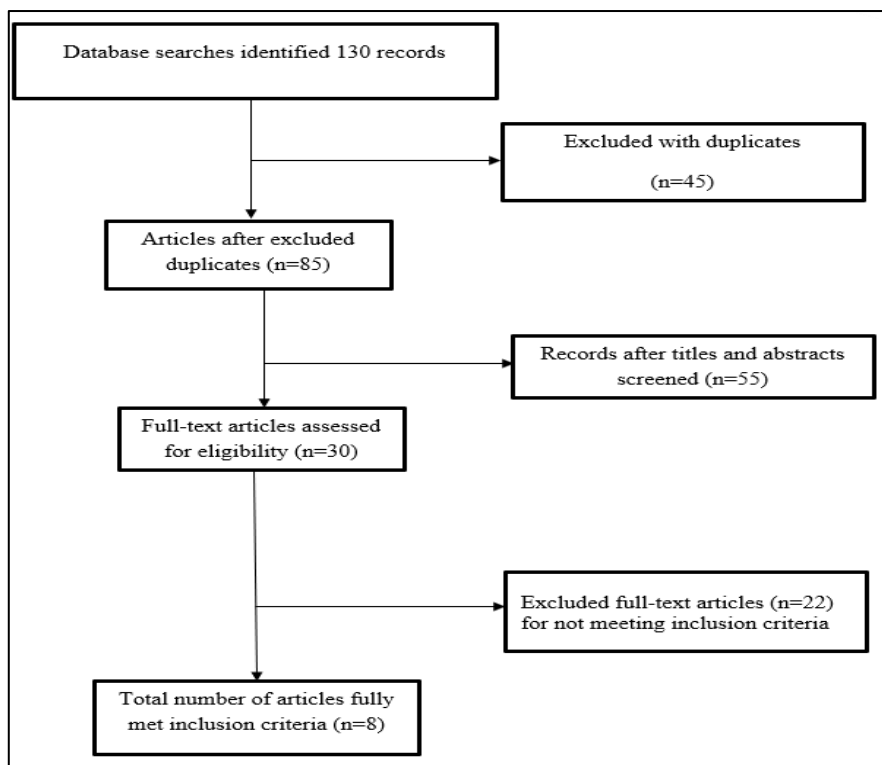 Database searches identified 130 records
Excluded with duplicates
(n=45)
Articles after excluded
duplicates (n=85)
Records after titles and abstracts
screened (n=55)
Full-text articles assessed
for eligibility (n=30)
Excluded full-text articles (n=22)
for not meeting inclusion criteria
Total number of articles fully
met inclusion criteria (n=8)